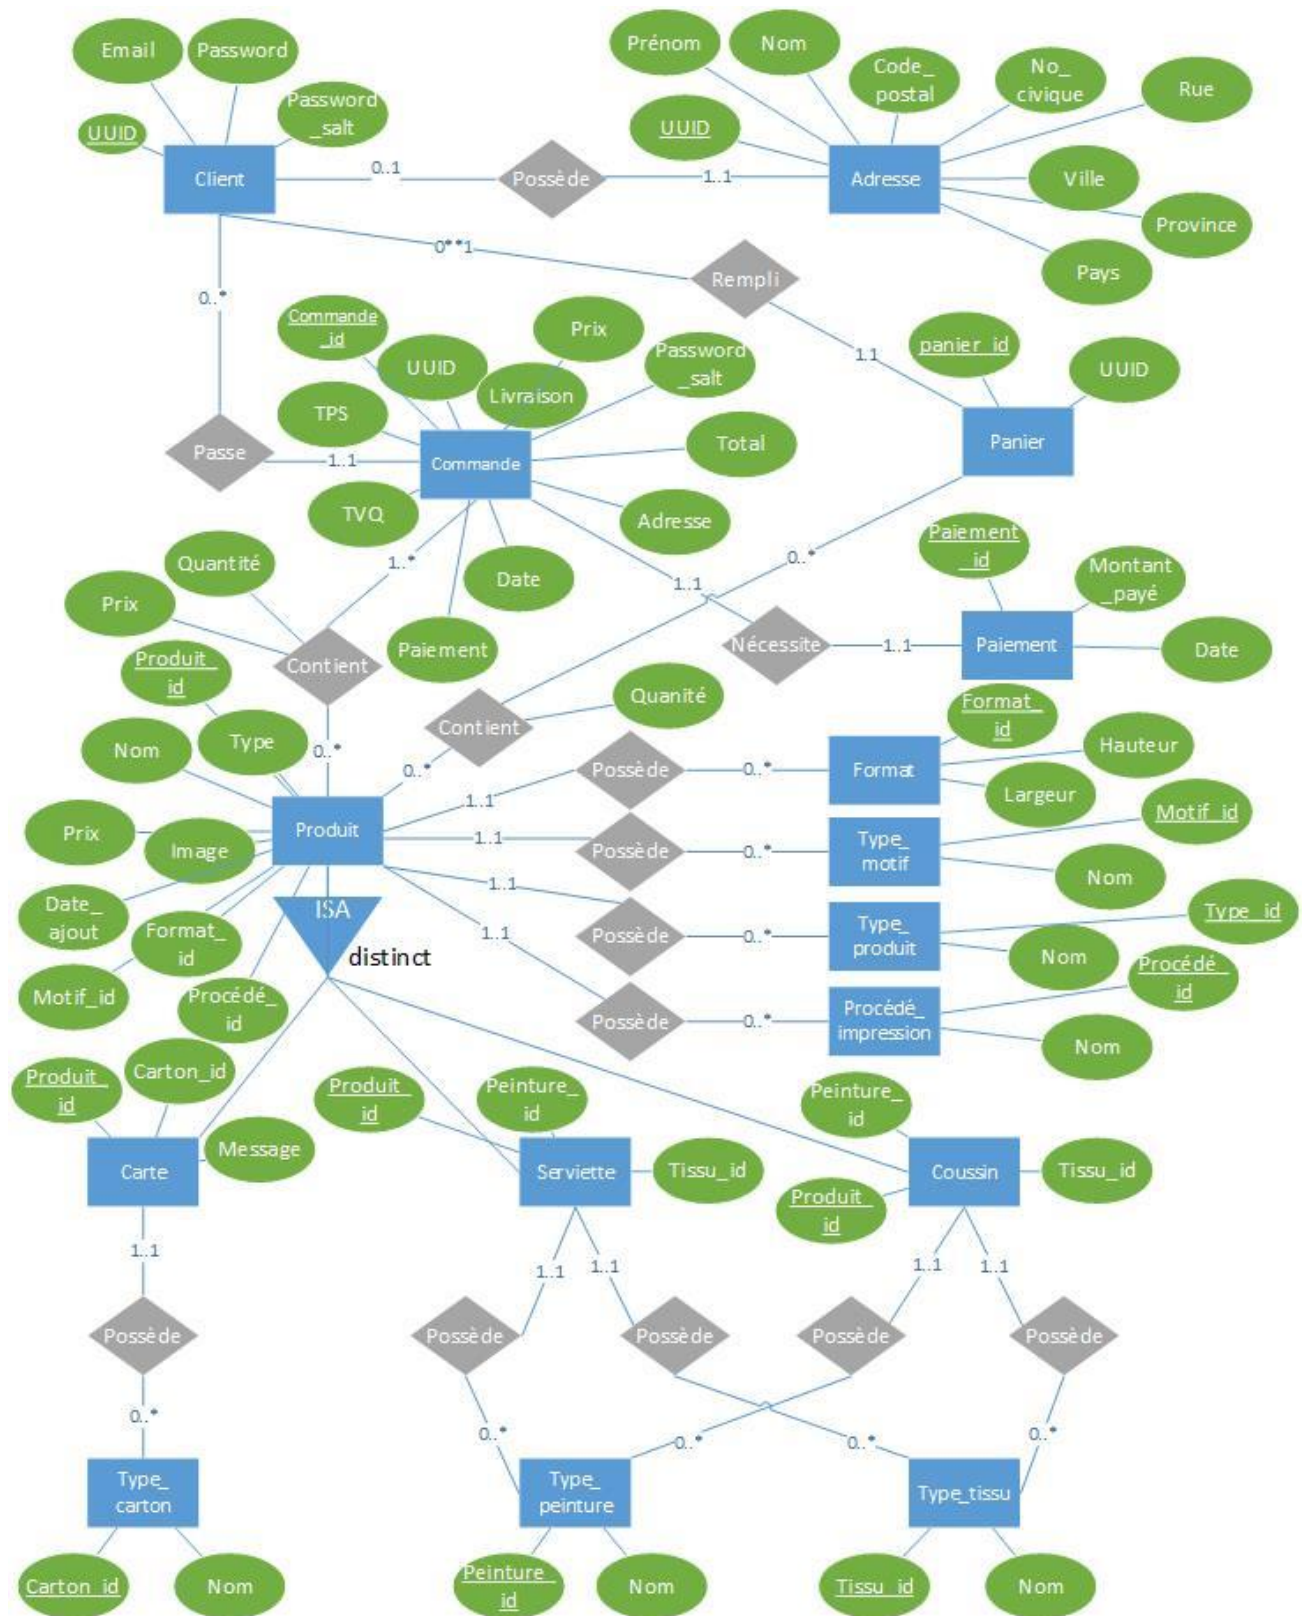 Email
Password
Password
_salt
UUID
Client
0..1
Possède
1..1
Prénom
Nom
Code_
postal
No_
civique
Rue
UUID
Adresse
Ville
Province
Pays
0**1
Rempli
1.1
0..*
Commande
_id
UUID
Prix
Livraison
Password
_salt
TPS
Total
Passe
1..1
Commande
TVQ
Adresse
Date
Paiement
panier_id
UUID
Panier
0..*
Quantité
1..*
Prix
Contient
Produit_
id
Nom
Type
0..*
Contient
Quanité
0..*
1..1
Nécessite
1..1
Paiement
_id
Montant
_payé
Paiement
Date
Format_
id
Possède
0..*
Format
Hauteur
Largeur
1..1
Produit
Prix
Image
Date_
ajout
Format_
id
Motif_id
Procédé_
id
ISA
distinct
1..1
Possède
0..*
Type_
motif
Motif_id
Nom
1..1
Possède
0..*
Type_
produit
Type_id
Nom
1..1
Possède
0..*
Procédé_
impression
Procédé_
id
Nom
Produit_
id
Carton_id
Message
Carte
Produit_
id
Peinture_
id
Serviette
Tissu_id
Peinture_
id
Coussin
Tissu_id
Produit_
id
1..1
1..1
1..1
1..1
1..1
Possède
Possède
Possède
Possède
Possède
0..*
0..*
0..*
0..*
0..*
Type_
carton
Type_
peinture
Type_tissu
Carton_id
Nom
Peinture_
id
Nom
Tissu_id
Nom